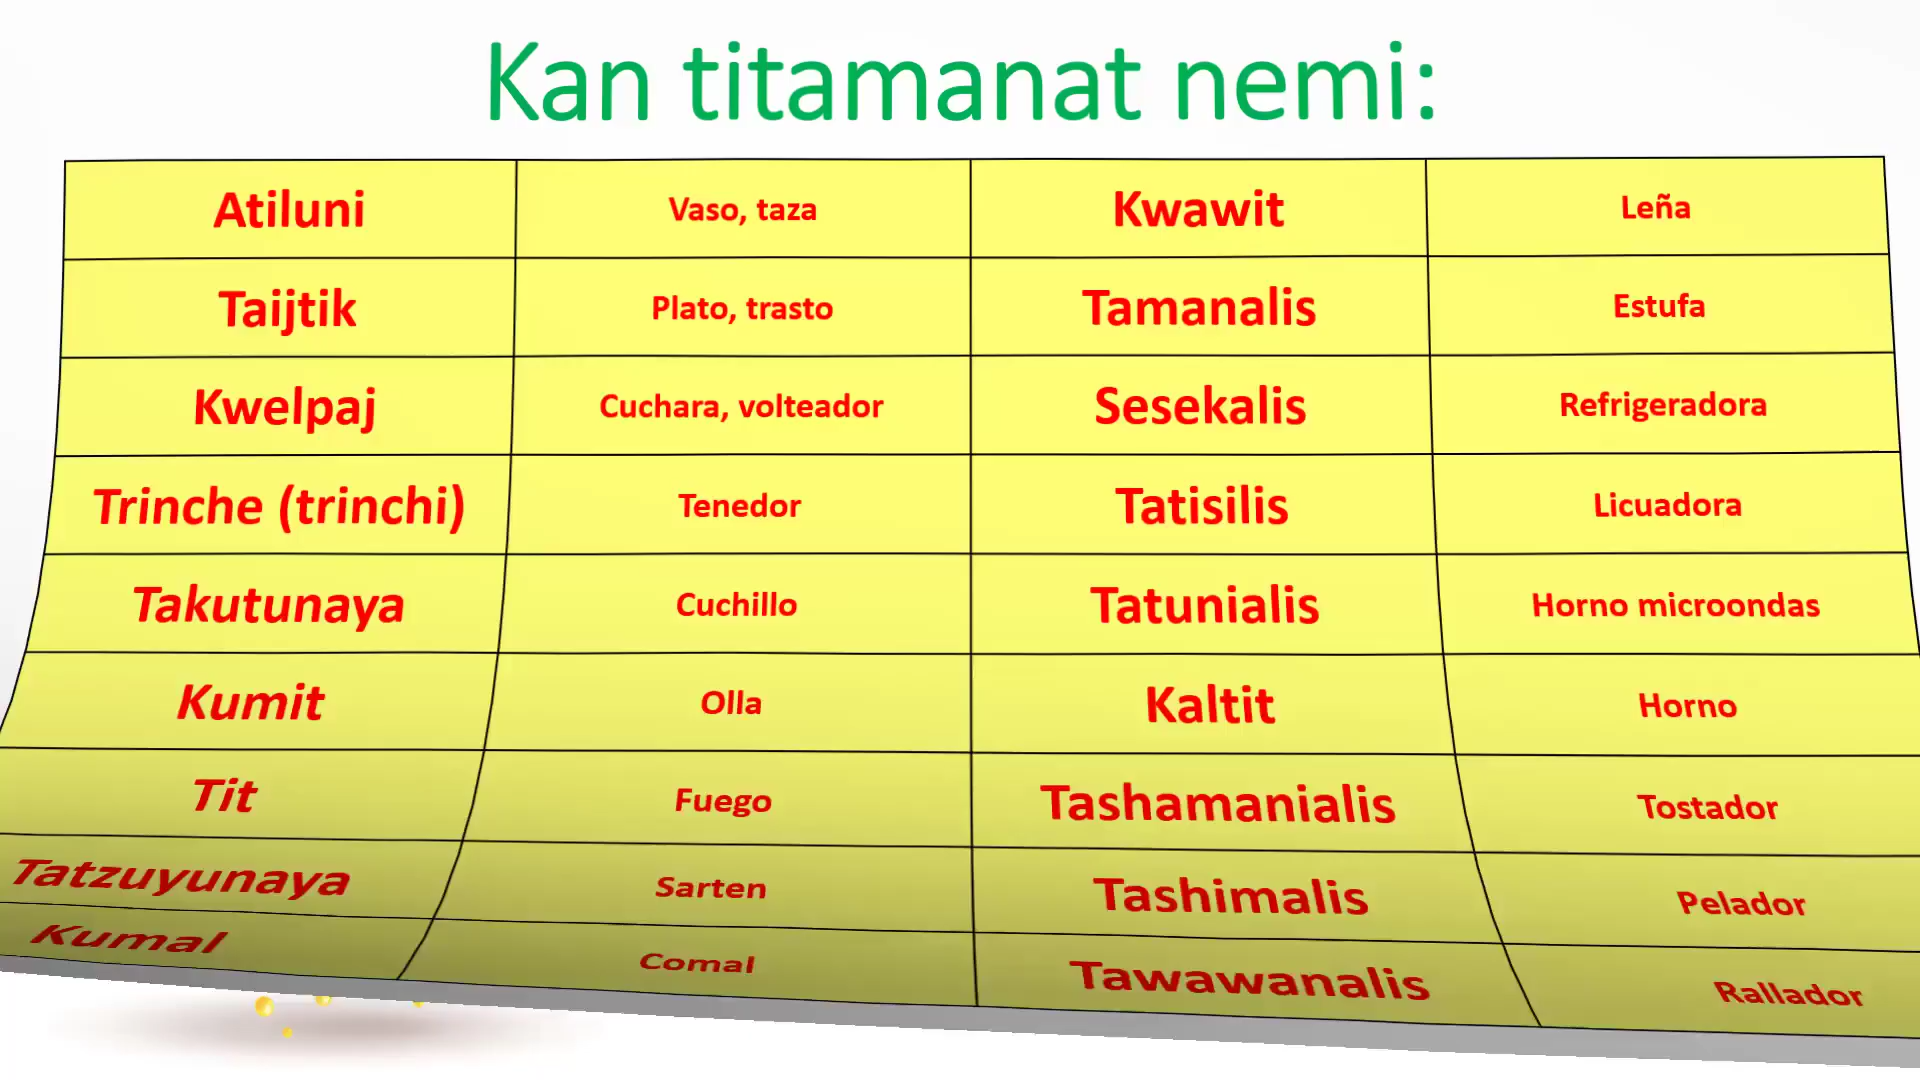 Kan titamanat nemi:
Atiluni Vaso, taza Kwawit Leña
Taijtik Plato, trasto Tamanalis Estufa
Kwelpaj Cuchara, volteador Sesekalis Refrigeradora
Trinche (trinchi) Tenedor Tatisilis Licuadora
Takutunaya Cuchillo Tatunialis Horno microondas
Kumit Olla Kaltit Horno
Tit Fuego Tashamanialis Tostador
Tatzuyunaya Sarten Tashimalis Pelador
Kumal Comal Tawawanalis Rallador